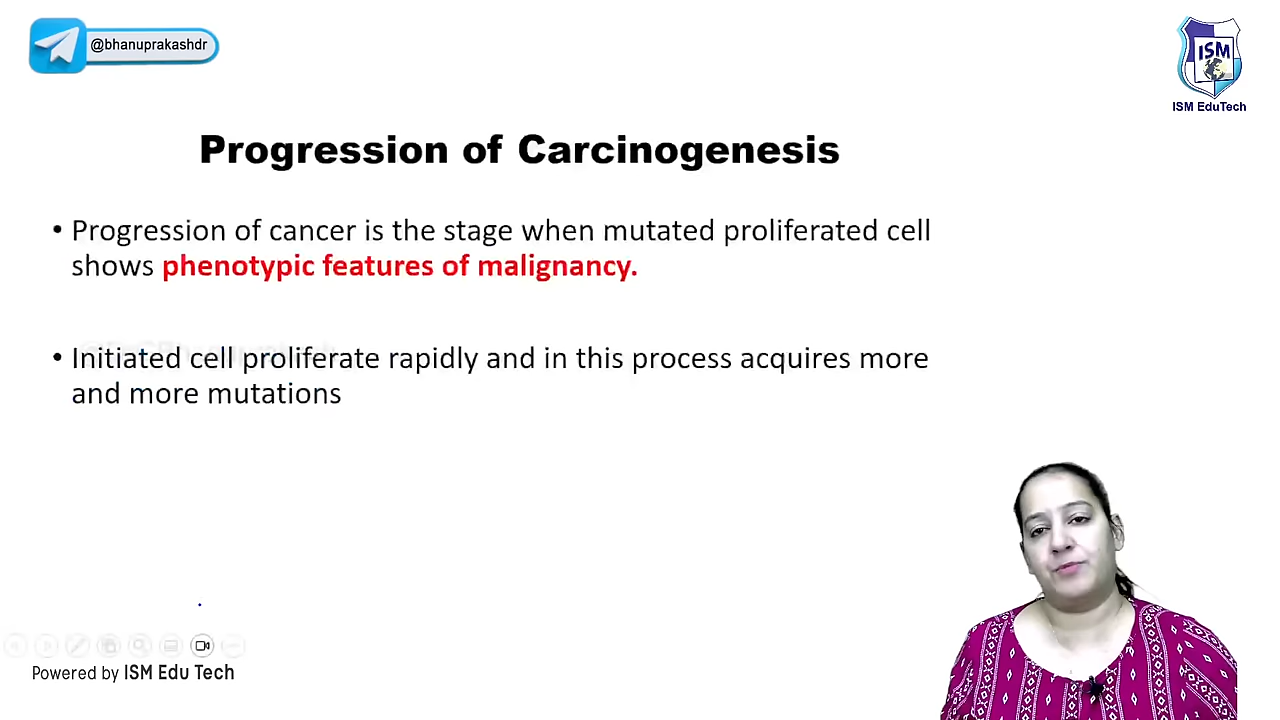 @bhanuprakashdr
ISM
ISM EduTech
Progression of Carcinogenesis
• Progression of cancer is the stage when mutated proliferated cell
shows phenotypic features of malignancy.
• Initiated cell proliferate rapidly and in this process acquires more
and more mutations
Powered by ISM Edu Tech